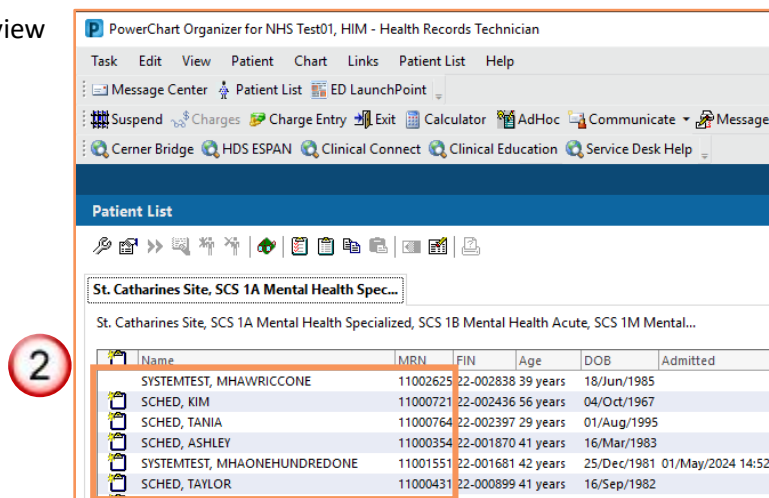 view
PowerChart Organizer for NHS Test01, HIM - Health Records Technician
Task Edit View Patient Chart Links Patient List Help
Message Center Patient List ED LaunchPoint
Suspend Charges Charge Entry Exit Calculator AdHoc Communicate Message
Cerner Bridge HDS ESPAN Clinical Connect Clinical Education Service Desk Help
Patient List
St. Catharines Site, SCS 1A Mental Health Spec...
St. Catharines Site, SCS 1A Mental Health Specialized, SCS 1B Mental Health Acute, SCS 1M Mental...
2
Name MRN FIN Age DOB Admitted
SYSTEMTEST, MHAWRICCONE 11002625 22-002838 39 years 18/Jun/1985
SCHED, KIM 11000721 22-002436 56 years 04/Oct/1967
SCHED, TANIA 11000764 22-002397 29 years 01/Aug/1995
SCHED, ASHLEY 11000354 22-001870 41 years 16/Mar/1983
SYSTEMTEST, MHAONEHUNDREDONE 11001551 22-001681 42 years 25/Dec/1981 01/May/2024 14:52
SCHED, TAYLOR 11000431 22-000899 41 years 16/Sep/1982